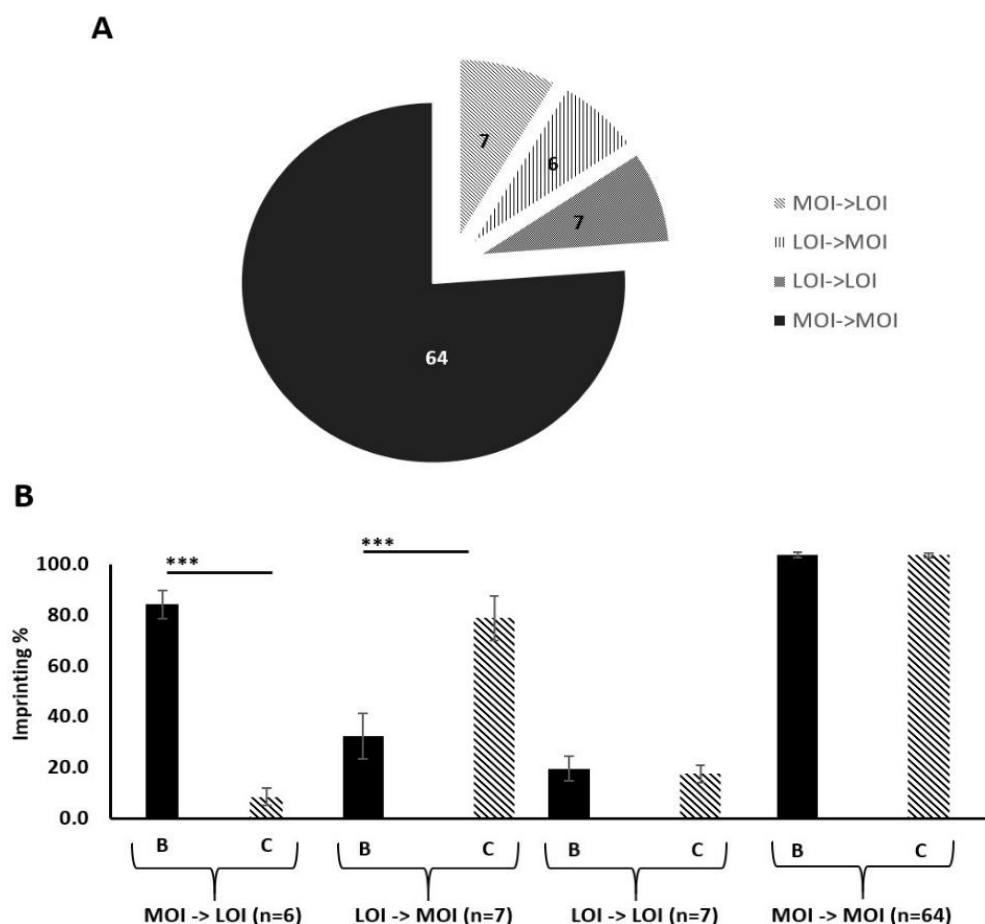 A
7
6
7
64
MOI->LOI
LOI->MOI
LOI->LOI
MOI->MOI
B
*** ***
100.0
80.0
60.0
40.0
20.0
0.0
Imprinting %
B C B C B C B C
MOI -> LOI (n=6) LOI -> MOI (n=7) LOI -> LOI (n=7) MOI -> MOI (n=64)